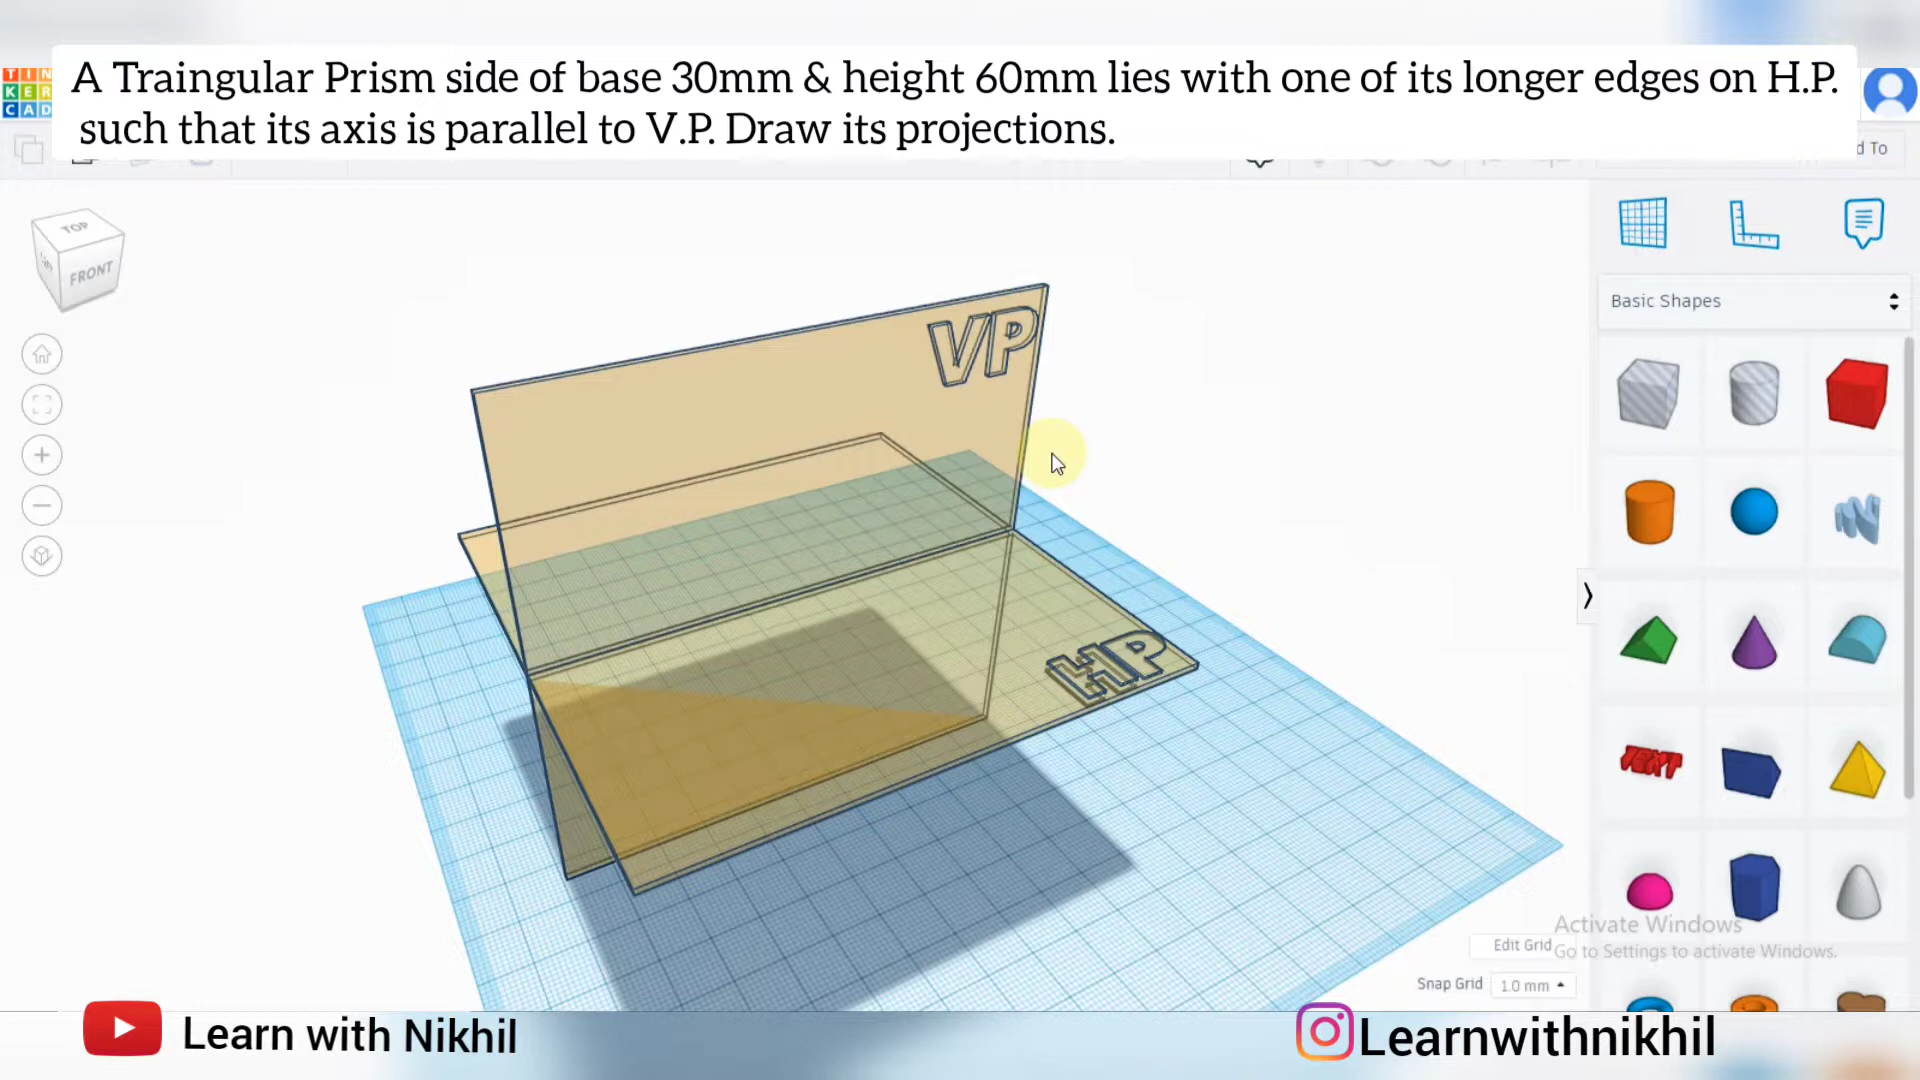 A Traingular Prism side of base 30mm & height 60mm lies with one of its longer edges on H.P.
such that its axis is parallel to V.P. Draw its projections.
TIN
KER
CAD
d To
TOP
FRONT
VP
HP
Basic Shapes
TEXT
Activate Windows
Edit Grid
Go to Settings to activate Windows.
Snap Grid 1.0 mm
Learn with Nikhil
Learnwithnikhil